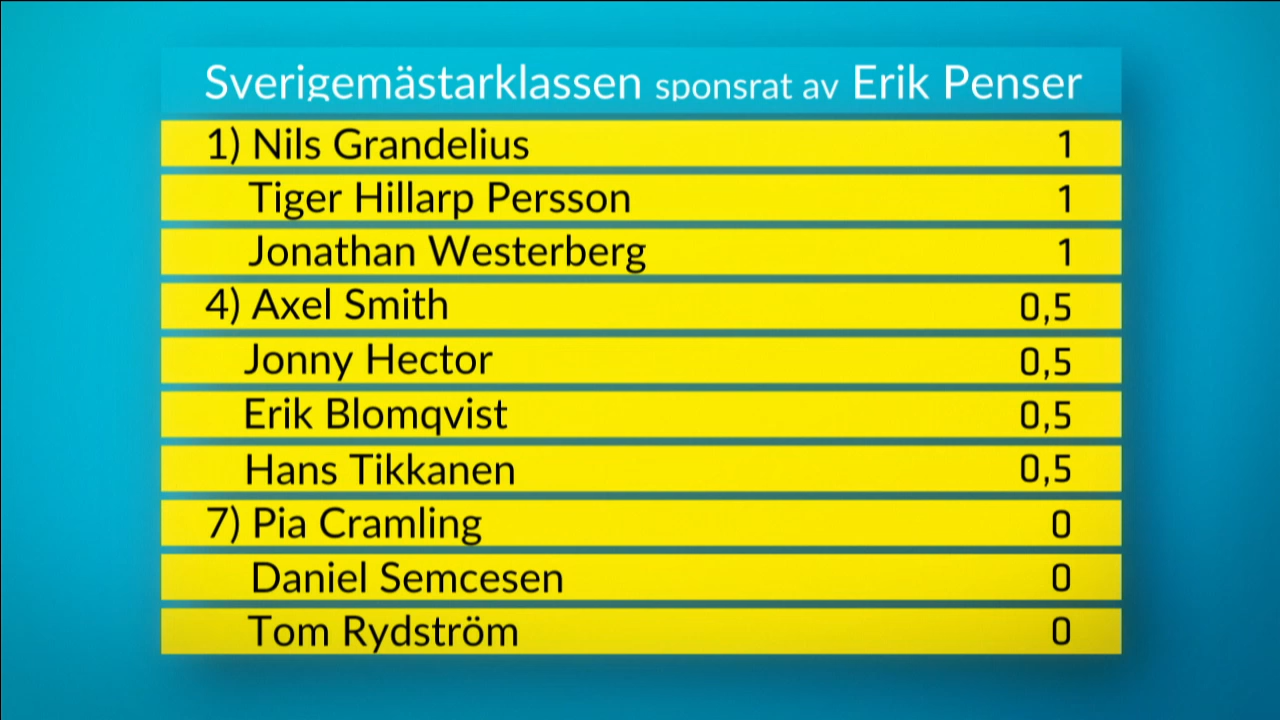 Sverigemästarklassen sponsrat av Erik Penser
1) Nils Grandelius 1
Tiger Hillarp Persson 1
Jonathan Westerberg 1
4) Axel Smith 0,5
Jonny Hector 0,5
Erik Blomqvist 0,5
Hans Tikkanen 0,5
7) Pia Cramling 0
Daniel Semcesen 0
Tom Rydström 0